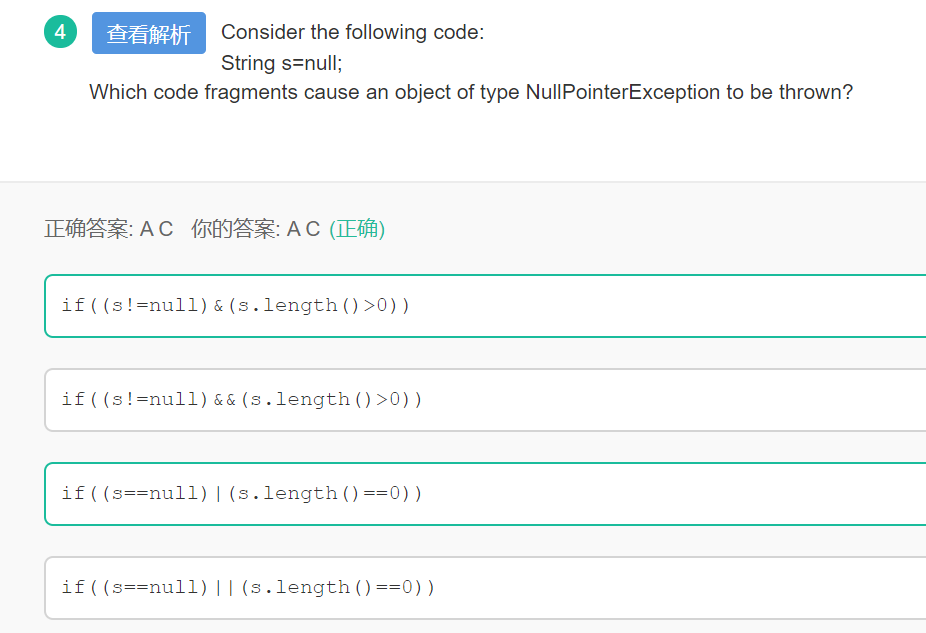 4 查看解析 Consider the following code:
String s=null;
Which code fragments cause an object of type NullPointerException to be thrown?
正确答案: A C 你的答案: A C (正确)
if((s!=null)&(s.length()>0))
if((s!=null)&&(s.length()>0))
if((s==null)|(s.length()==0))
if((s==null)||(s.length()==0))